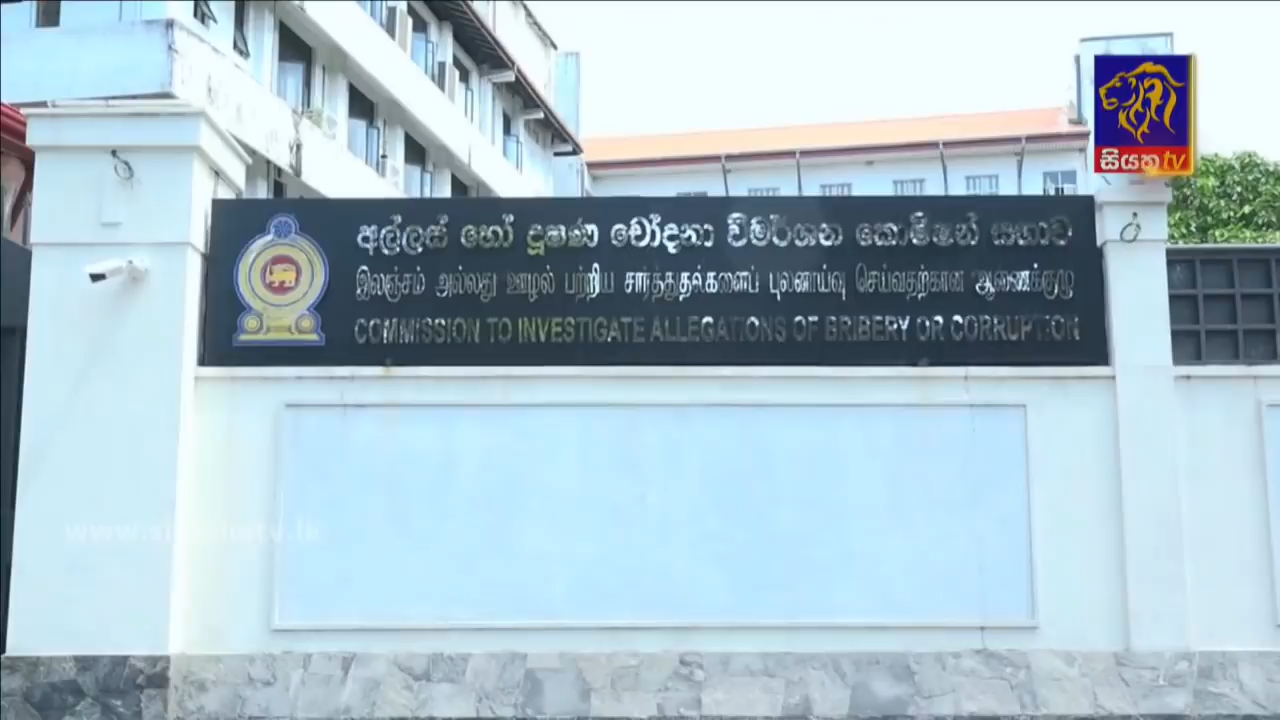 සියත tv
අල්ලස් හෝ දූෂණ චෝදනා විමර්ශන කොමිෂන් සභාව
இலஞ்சம் அல்லது ஊழல் பற்றிய சார்த்துதல்களைப் புலனாய்வு செய்வதற்கான ஆணைக்குழு
COMMISSION TO INVESTIGATE ALLEGATIONS OF BRIBERY OR CORRUPTION